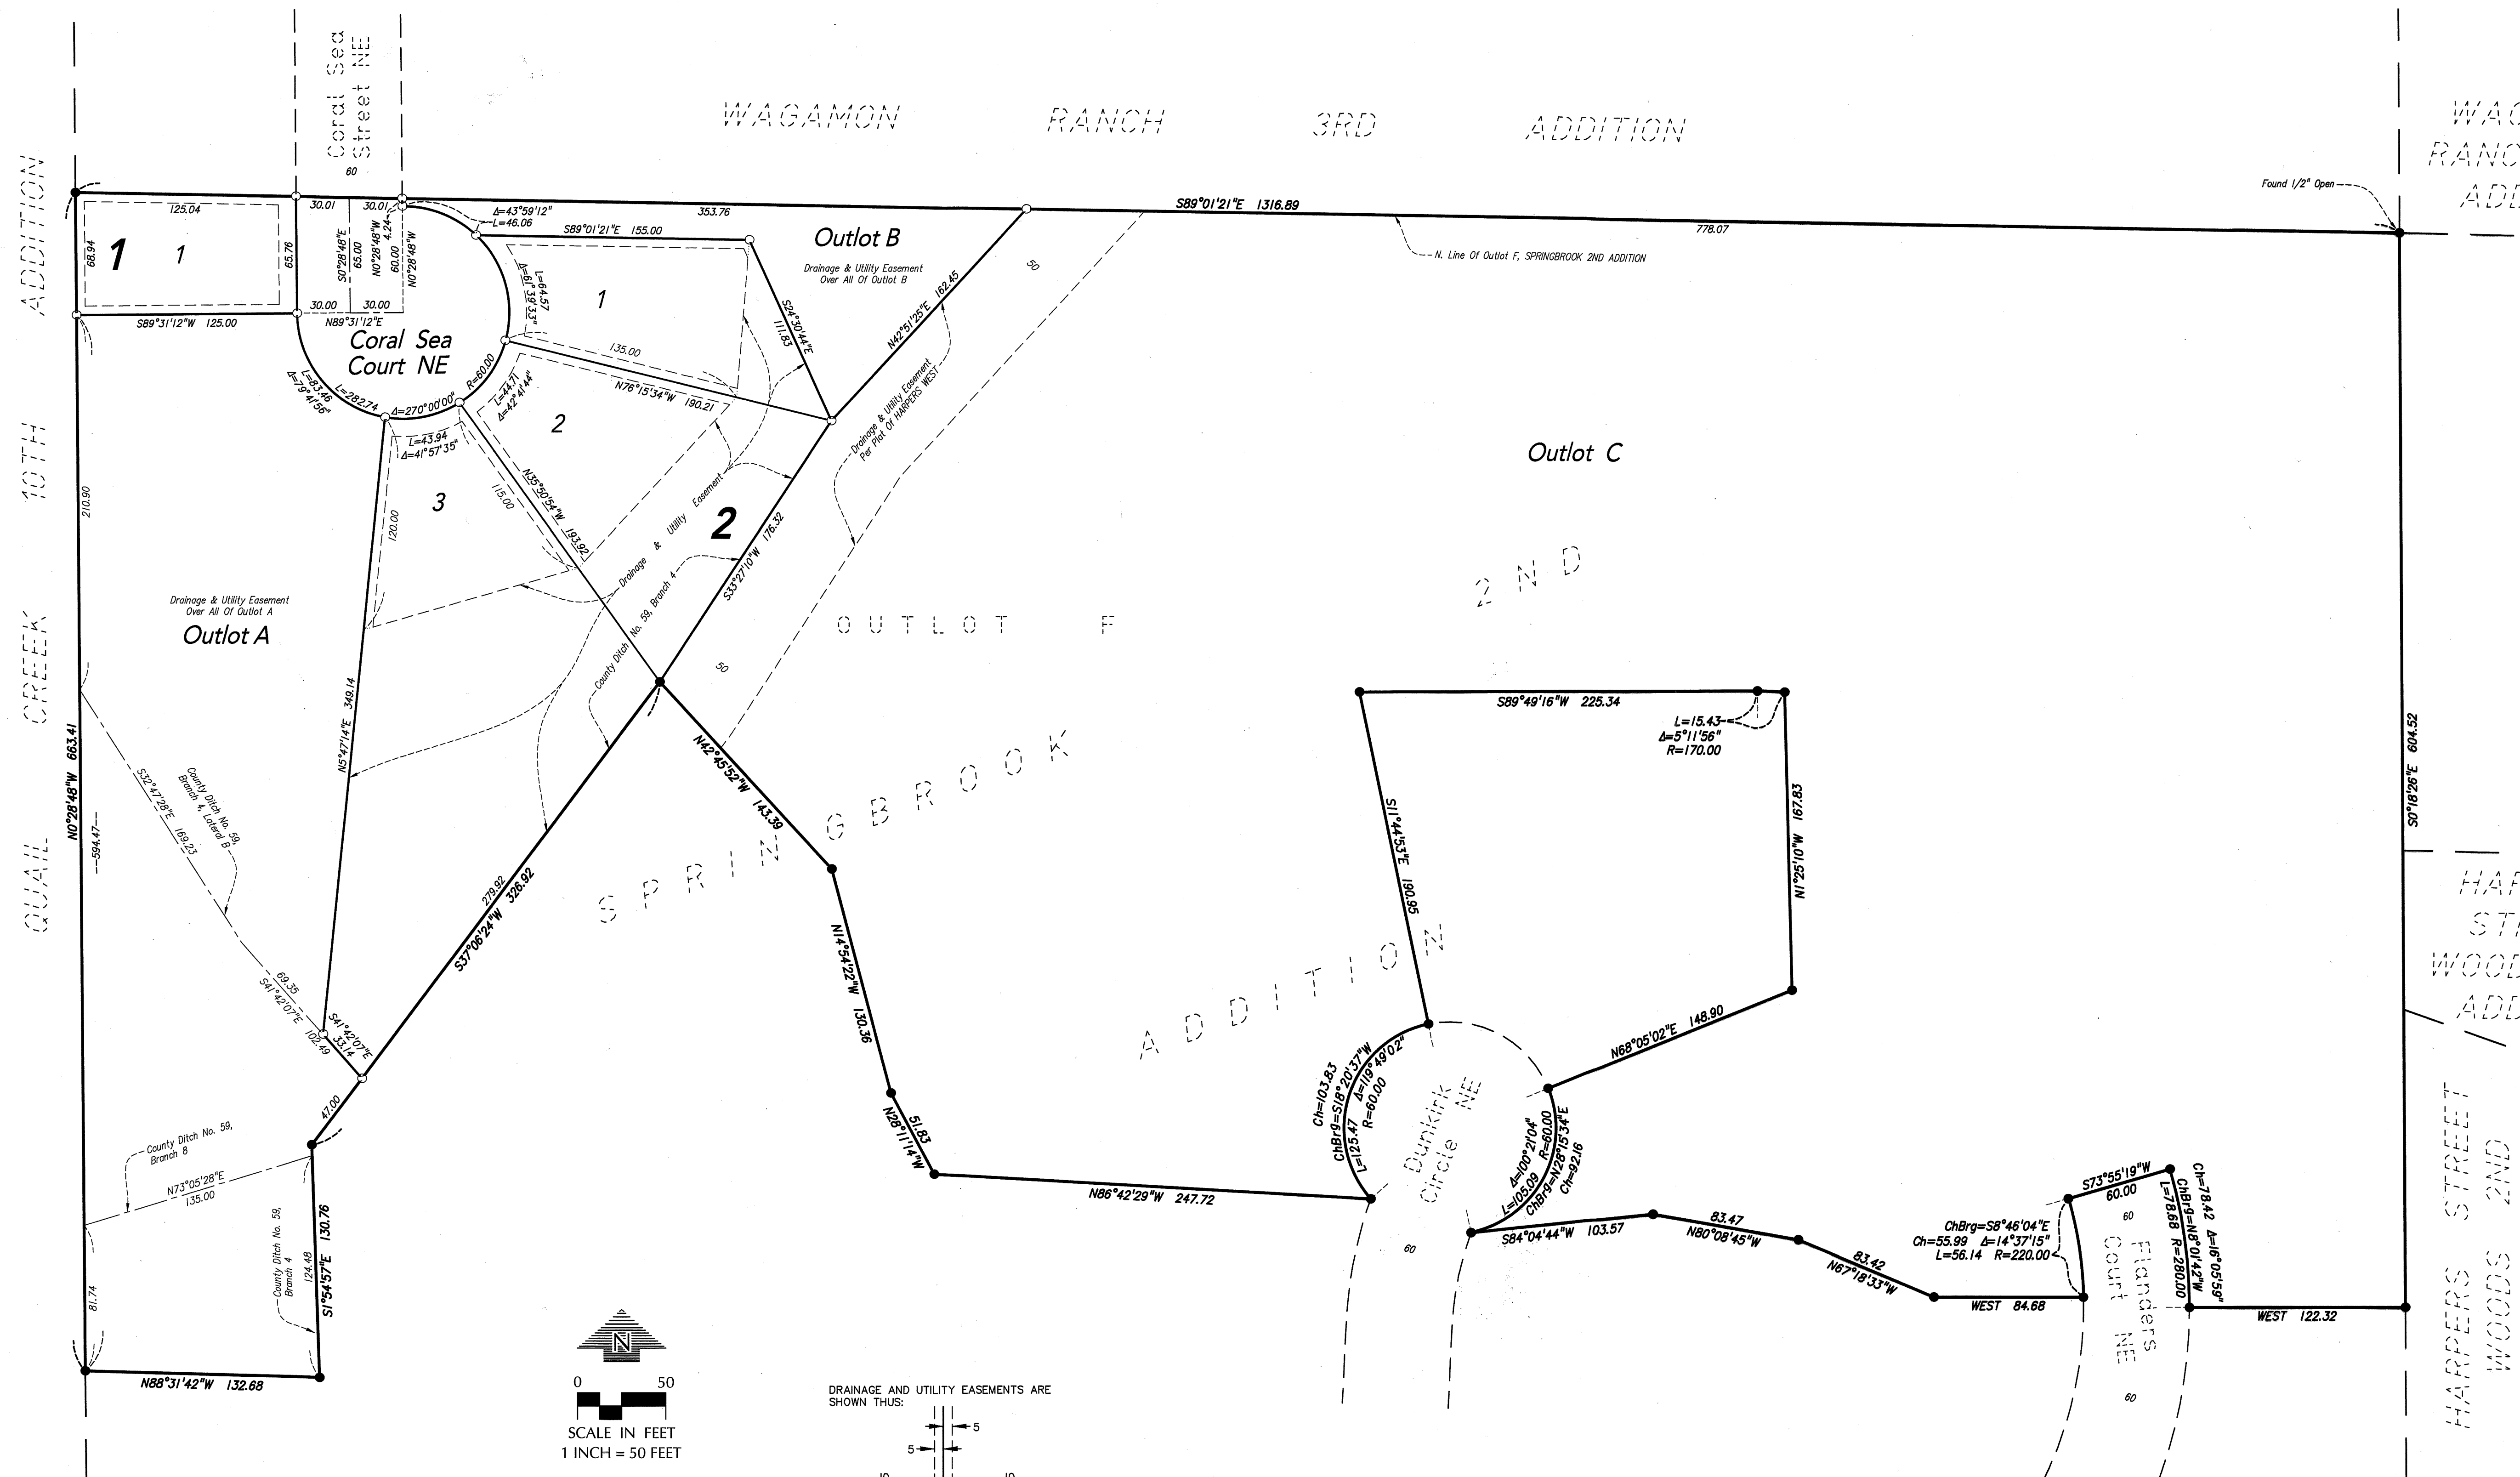 Coral Sea
Street NE
60
WAGAMON RANCH 3RD ADDITION
QUAIL CREEK 10TH ADDITION
Found 1/2" Open
S89°01'21"E 1316.89
125.04
30.01
30.01
353.76
778.07
N. Line Of Outlot F, SPRINGBROOK 2ND ADDITION
68.94
1
1
65.76
S0°28'48"E
65.00
N0°28'48"W
4.24
60.00
N0°28'48"W
Δ=43°59'12"
L=46.06
S89°01'21"E 155.00
Outlot B
Drainage & Utility Easement
Over All Of Outlot B
30.00
30.00
S89°31'12"W 125.00
N89°31'12"E
Coral Sea
Court NE
L=64.57
Δ=61°39'33"
1
S24°30'44"E
111.83
N42°51'25"E 162.45
50
135.00
N76°15'34"W 190.21
Drainage & Utility Easement
Per Plat Of HARPERS WEST
R=60.00
L=83.46
Δ=79°41'56"
L=282.74
Δ=270°00'00"
L=44.71
Δ=42°41'44"
2
L=43.94
Δ=41°57'35"
3
115.00
N35°50'54"W 193.92
120.00
210.90
2
Drainage & Utility Easement
S33°27'10"W 176.32
County Ditch No. 59, Branch 4
Outlot C
Drainage & Utility Easement
Over All Of Outlot A
Outlot A
OUTLOT F
SPRINGBROOK 2ND ADDITION
50
N5°47'14"E 349.14
N0°28'48"W 663.41
594.47
S32°47'28"E 169.23
County Ditch No. 59,
Branch 4, Lateral B
N42°45'52"W 143.39
S89°49'16"W 225.34
L=15.43
Δ=5°11'56"
R=170.00
S0°18'26"E 604.52
S11°44'53"E 190.95
N1°25'10"W 167.83
279.92
S37°06'24"W 326.92
N14°54'22"W 130.36
69.35
S41°42'07"E
102.49
S41°42'07"E
33.14
47.00
N68°05'02"E 148.90
Ch=103.83
ChBrg=S18°20'37"W
L=125.47
Δ=119°49'02"
R=60.00
Dunkirk
Circle NE
Δ=100°21'04"
L=105.09
R=60.00
ChBrg=N28°15'34"E
Ch=92.16
51.83
N28°11'14"W
N86°42'29"W 247.72
60
S84°04'44"W 103.57
83.47
N80°08'45"W
83.42
N67°18'33"W
WEST 84.68
S73°55'19"W
60.00
60
ChBrg=S8°46'04"E
Ch=55.99 Δ=14°37'15"
L=56.14 R=220.00
Ch=78.42 Δ=16°05'59"
ChBrg=N8°01'42"W
L=78.68 R=280.00
Flanders
Court NE
60
WEST 122.32
County Ditch No. 59,
Branch 8
N73°05'28"E
135.00
County Ditch No. 59,
Branch 4
124.48
S1°54'57"E 130.76
81.74
N88°31'42"W 132.68
HARPERS STREET
WOODS 2ND
N
0 50
SCALE IN FEET
1 INCH = 50 FEET
DRAINAGE AND UTILITY EASEMENTS ARE
SHOWN THUS:
5
5